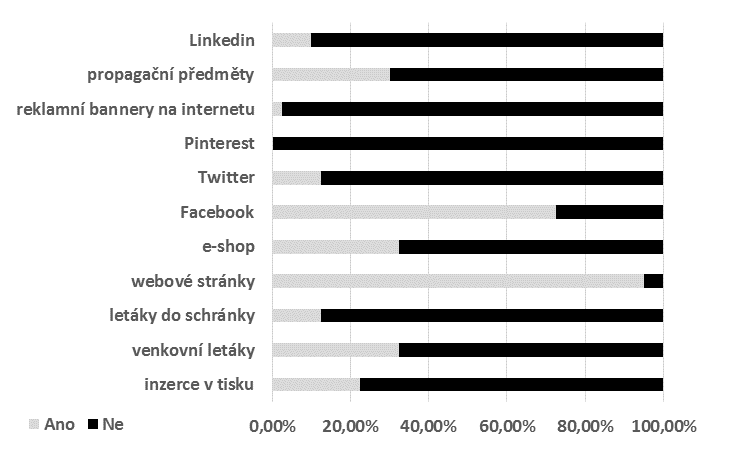 Linkedin
propagační předměty
reklamní bannery na internetu
Pinterest
Twitter
Facebook
e-shop
webové stránky
letáky do schránky
venkovní letáky
inzerce v tisku
0,00% 20,00% 40,00% 60,00% 80,00% 100,00%
Ano Ne